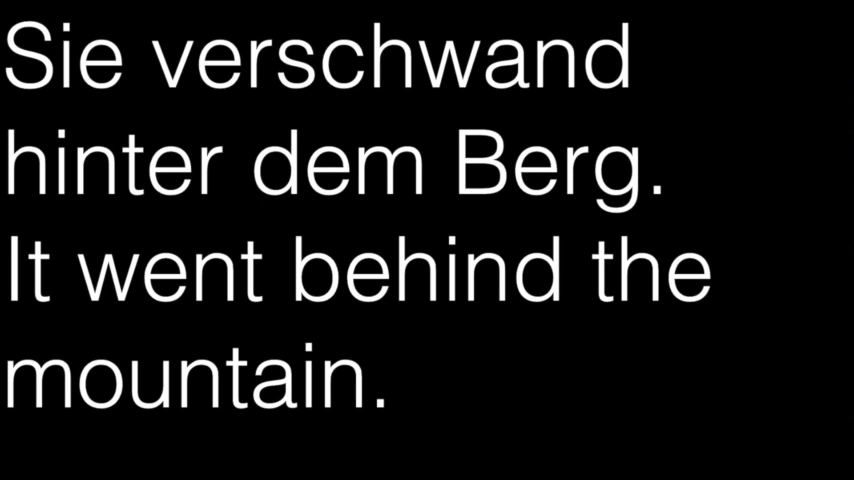 Sie verschwand
hinter dem Berg.
It went behind the
mountain.